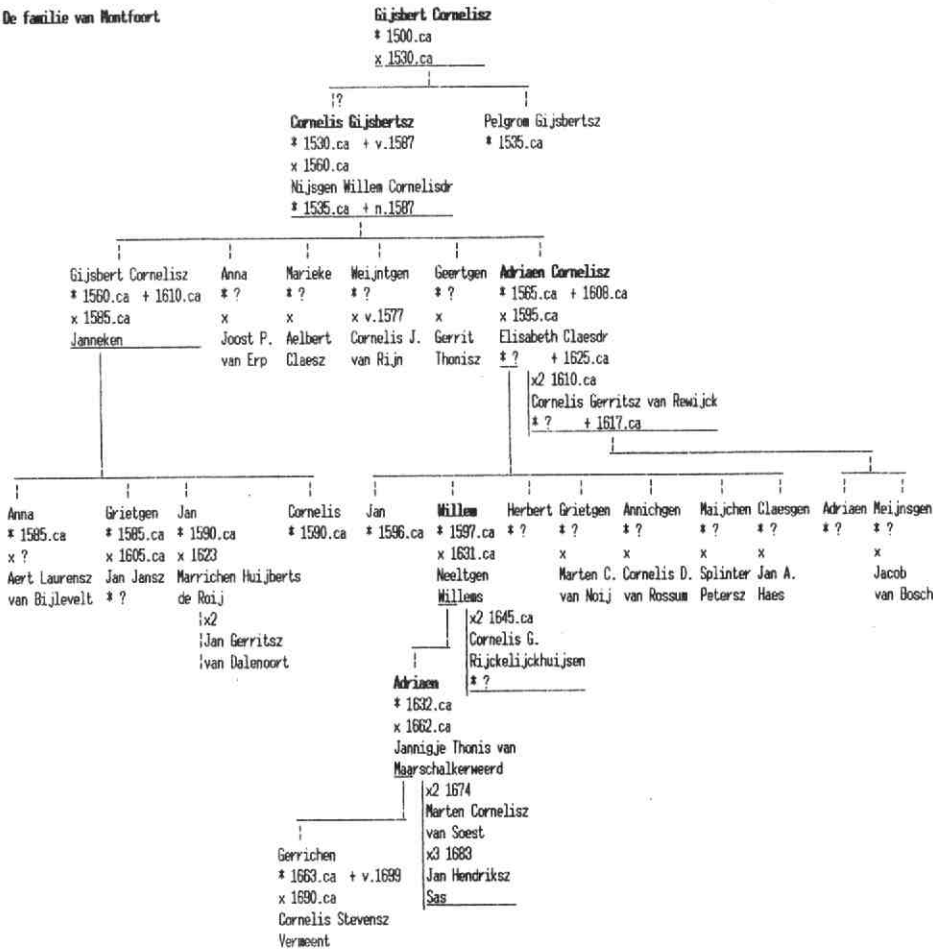 De familie van Montfoort
Gijsbert Cornelisz
* 1500.ca
x 1530.ca
?
Cornelis Gijsbertsz
* 1530.ca + v.1587
x 1560.ca
Nijsgen Willem Cornelisdr
* 1535.ca + n.1587
Pelgrom Gijsbertsz
* 1535.ca
Gijsbert Cornelisz
* 1560.ca + 1610.ca
x 1585.ca
Janneken
Anna
* ?
x
Joost P.
van Erp
Marieke
* ?
x
Aelbert
Claesz
Weijntgen
* ?
x v.1577
Cornelis J.
van Rijn
Geertgen
* ?
x
Gerrit
Thonisz
Adriaen Cornelisz
* 1565.ca + 1608.ca
x 1595.ca
Elisabeth Claesdr
* ? + 1625.ca
x2 1610.ca
Cornelis Gerritsz van Rewijck
* ? + 1617.ca
Anna
* 1585.ca
x ?
Aert Laurensz
van Bijlevelt
Grietgen
* 1585.ca
x 1605.ca
Jan Jansz
* ?
Jan
* 1590.ca
x 1623
Marrichen Huijberts
de Roij
x2
Jan Gerritsz
van Dalenoort
Cornelis
* 1590.ca
Jan
* 1596.ca
Willem
* 1597.ca
x 1631.ca
Neeltgen
Willems
x2 1645.ca
Cornelis G.
Rijckelijckhuijsen
* ?
Herbert
* ?
Grietgen
* ?
x
Marten C.
van Noij
Annichgen
* ?
x
Cornelis D.
van Rossum
Maijchen
* ?
x
Splinter
Petersz
Claesgen
* ?
x
Jan A.
Haes
Adriaen
* ?
Meijnsgen
* ?
x
Jacob
van Bosch
Adriaen
* 1632.ca
x 1662.ca
Jannigje Thonis van
Maarschalkerweerd
x2 1674
Marten Cornelisz
van Soest
x3 1683
Jan Hendriksz
Sas
Gerrichen
* 1663.ca + v.1699
x 1690.ca
Cornelis Stevensz
Vermeent